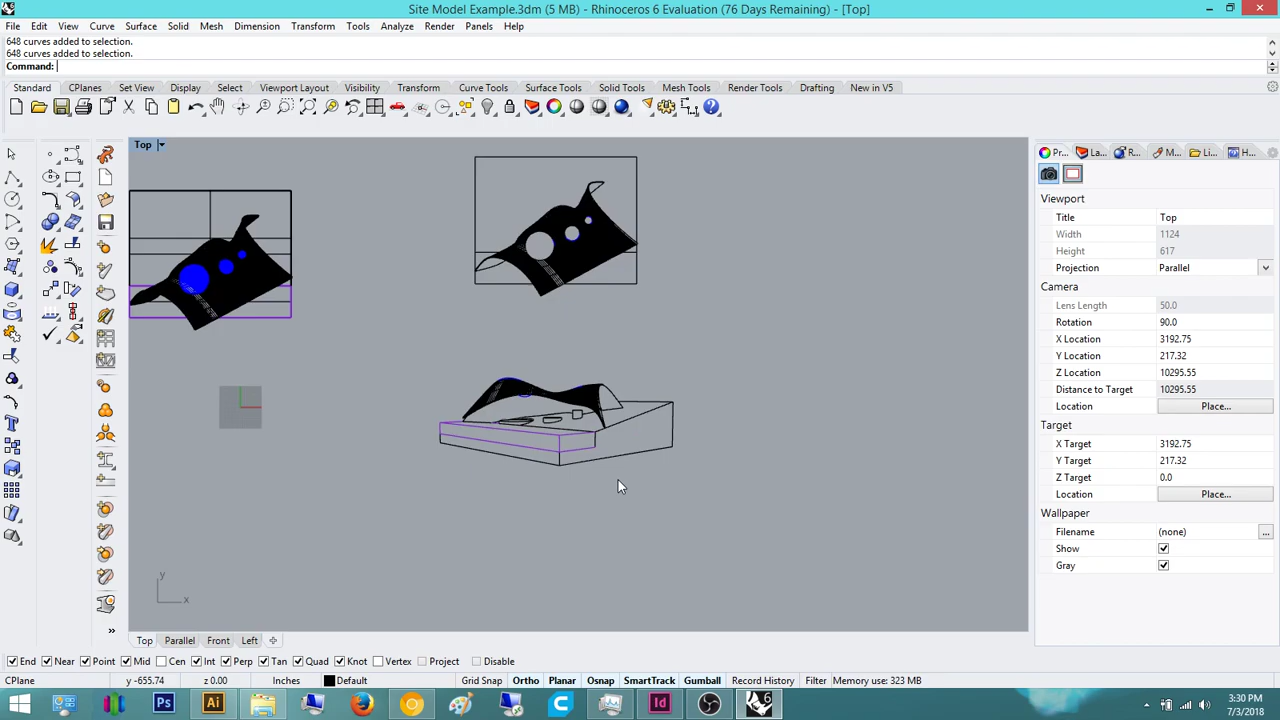 Site Model Example.3dm (5 MB) - Rhinoceros 6 Evaluation (76 Days Remaining) - [Top]
File Edit View Curve Surface Solid Mesh Dimension Transform Tools Analyze Render Panels Help
648 curves added to selection.
648 curves added to selection.
Command:
Standard CPlanes Set View Display Select Viewport Layout Visibility Transform Curve Tools Surface Tools Solid Tools Mesh Tools Render Tools Drafting New in V5
Top
Pr... La... R... M... Li... H...
Viewport
Title Top
Width 1124
Height 617
Projection Parallel
Camera
Lens Length 50.0
Rotation 90.0
X Location 3192.75
Y Location 217.32
Z Location 10295.55
Distance to Target 10295.55
Location Place...
Target
X Target 3192.75
Y Target 217.32
Z Target 0.0
Location Place...
Wallpaper
Filename (none) ...
Show
Gray
y
x
Top Parallel Front Left
End Near Point Mid Cen Int Perp Tan Quad Knot Vertex Project Disable
CPlane y -655.74 z 0.00 Inches Default Grid Snap Ortho Planar Osnap SmartTrack Gumball Record History Filter Memory use: 323 MB
Ps Ai Id 6
3:30 PM
7/3/2018